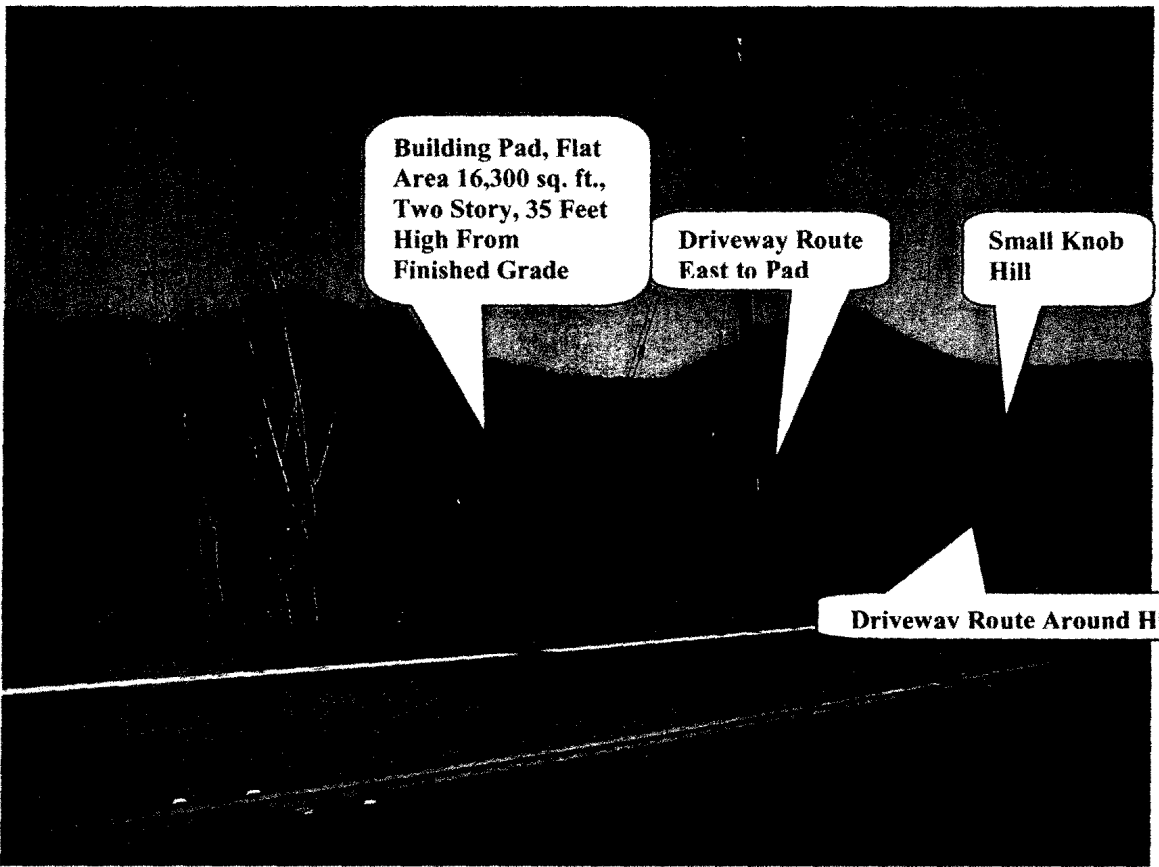 Building Pad, Flat
Area 16,300 sq. ft.,
Two Story, 35 Feet
High From
Finished Grade
Driveway Route
East to Pad
Small Knob
Hill
Driveway Route Around H